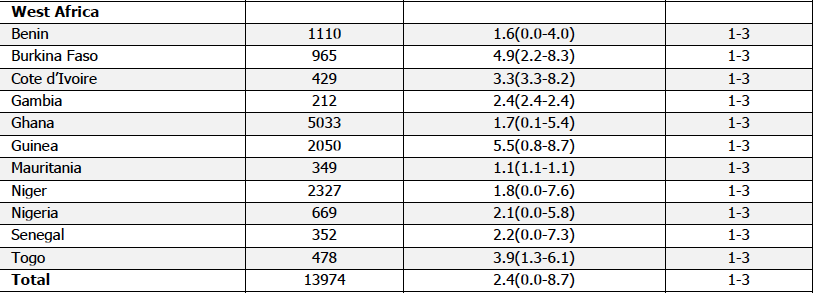 West Africa
Benin 1110 1.6(0.0-4.0) 1-3
Burkina Faso 965 4.9(2.2-8.3) 1-3
Cote d’Ivoire 429 3.3(3.3-8.2) 1-3
Gambia 212 2.4(2.4-2.4) 1-3
Ghana 5033 1.7(0.1-5.4) 1-3
Guinea 2050 5.5(0.8-8.7) 1-3
Mauritania 349 1.1(1.1-1.1) 1-3
Niger 2327 1.8(0.0-7.6) 1-3
Nigeria 669 2.1(0.0-5.8) 1-3
Senegal 352 2.2(0.0-7.3) 1-3
Togo 478 3.9(1.3-6.1) 1-3
Total 13974 2.4(0.0-8.7) 1-3